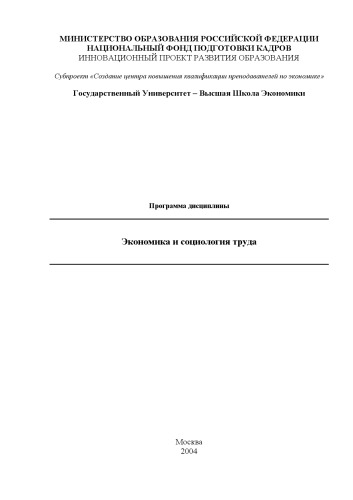 МИНИСТЕРСТВО ОБРАЗОВАНИЯ РОССИЙСКОЙ ФЕДЕРАЦИИ
НАЦИОНАЛЬНЫЙ ФОНД ПОДГОТОВКИ КАДРОВ
ИННОВАЦИОННЫЙ ПРОЕКТ РАЗВИТИЯ ОБРАЗОВАНИЯ
Субпроект «Создание центра повышения квалификации преподавателей по экономике»
Государственный Университет – Высшая Школа Экономики
Программа дисциплины
Экономика и социология труда
Москва
2004